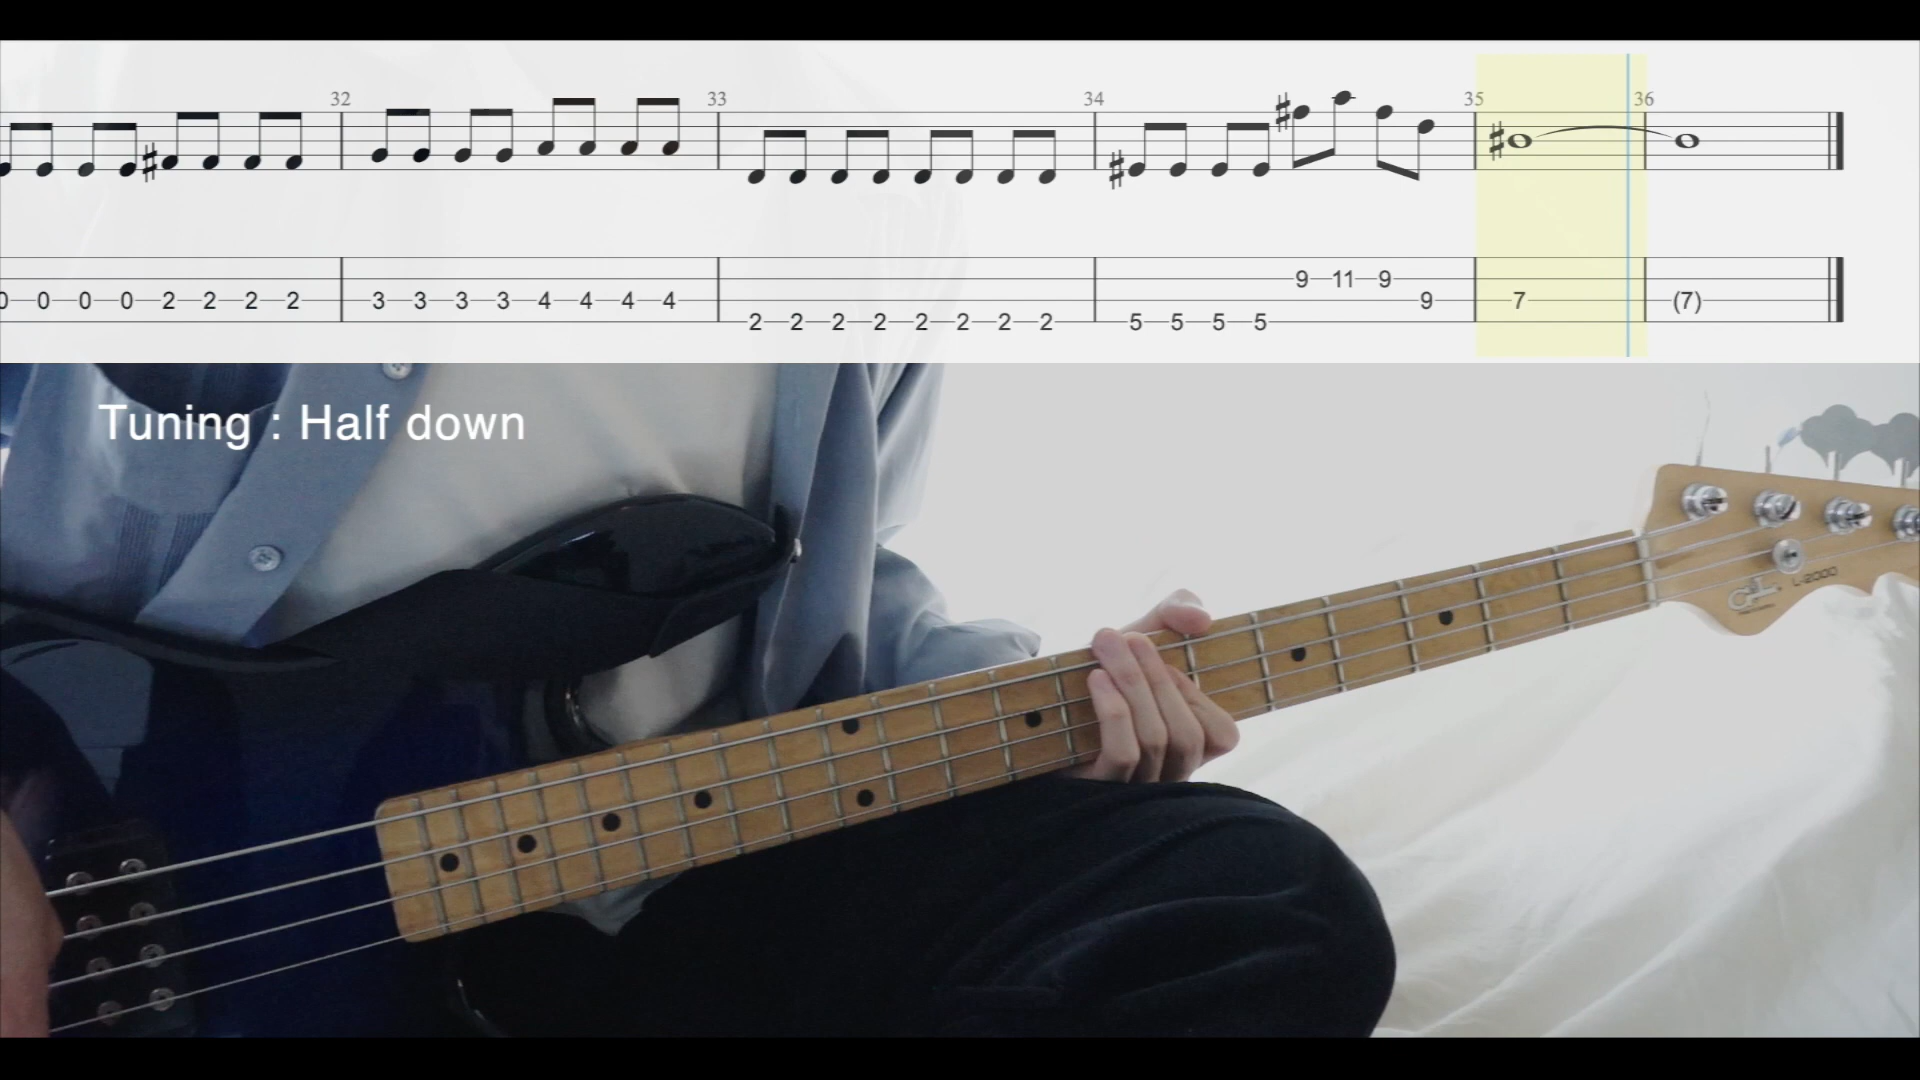 32 33 34 35 36
9 11 9
0 0 0 0 2 2 2 2 3 3 3 3 4 4 4 4 9 7 (7)
2 2 2 2 2 2 2 2 5 5 5 5
Tuning : Half down
G&L
L-2000